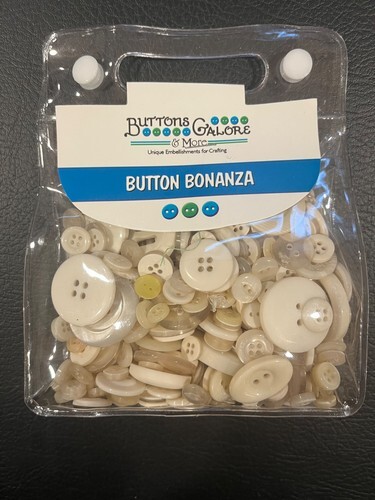 BUTTONS GALORE
& More
Unique Embellishments for Crafting
BUTTON BONANZA